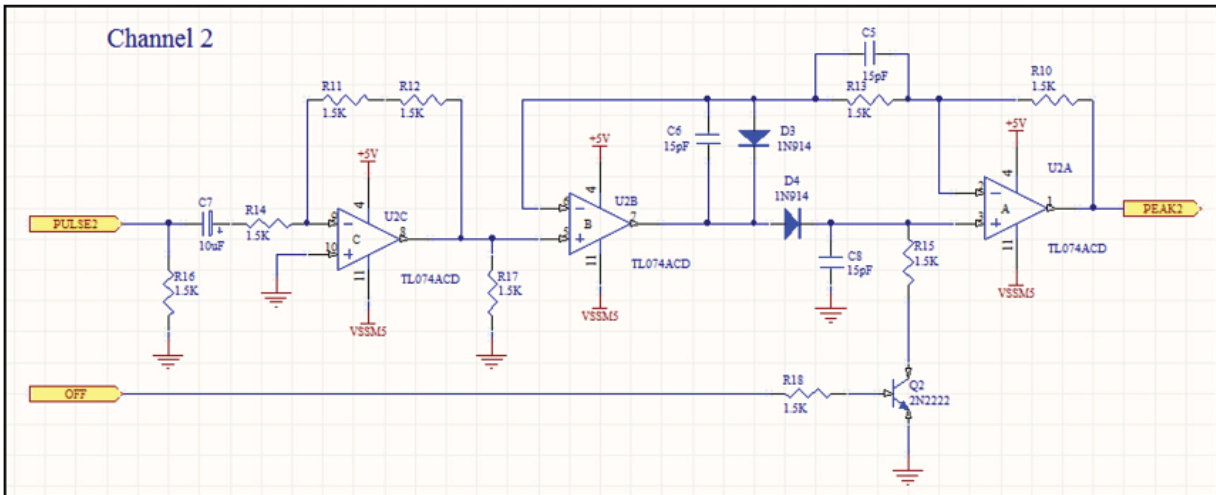 Channel 2
C5
15pF
R13
1.5K
R10
1.5K
R11
1.5K
R12
1.5K
+5V
+5V
+5V
C6
15pF
D3
1N914
D4
1N914
PULSE2
C7
+
10uF
R14
1.5K
9
10
4
U2C
C
8
11
TL074ACD
VSSM5
R16
1.5K
R17
1.5K
6
5
4
U2B
B
7
11
TL074ACD
VSSM5
C8
15pF
R15
1.5K
2
3
4
U2A
A
1
11
TL074ACD
VSSM5
PEAK2
OFF
R18
1.5K
Q2
2N2222